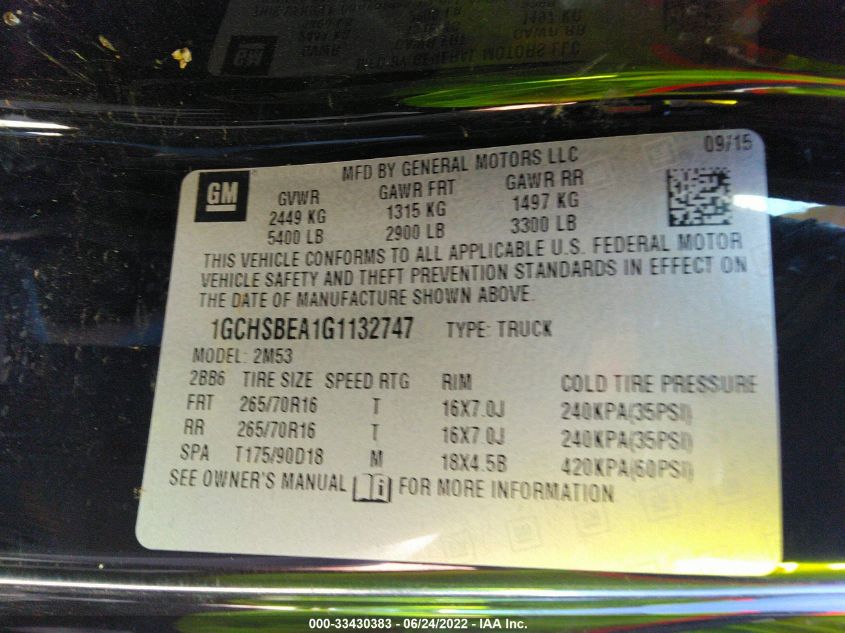 MFD BY GENERAL MOTORS LLC
09/15
GM
GVWR GAWR FRT GAWR RR
2449 KG 1315 KG 1497 KG
5400 LB 2900 LB 3300 LB
THIS VEHICLE CONFORMS TO ALL APPLICABLE U.S. FEDERAL MOTOR
VEHICLE SAFETY AND THEFT PREVENTION STANDARDS IN EFFECT ON
THE DATE OF MANUFACTURE SHOWN ABOVE.
1GCHSBEA1G1132747 TYPE: TRUCK
MODEL: 2M53
2BB6 TIRE SIZE SPEED RTG RIM COLD TIRE PRESSURE
FRT 265/70R16 T 16X7.0J 240KPA(35PSI)
RR 265/70R16 T 16X7.0J 240KPA(35PSI)
SPA T175/90D18 M 18X4.5B 420KPA(60PSI)
SEE OWNER'S MANUAL FOR MORE INFORMATION
000-33430383 - 06/24/2022 - IAA Inc.